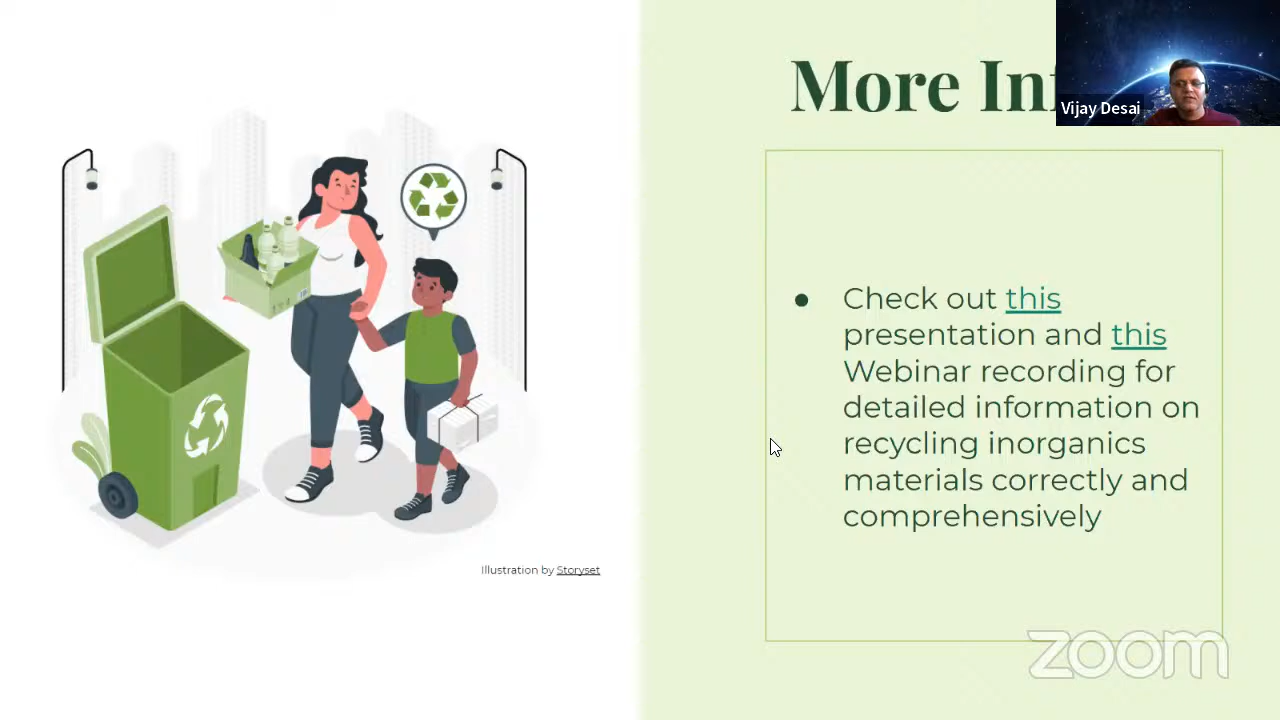 More In
Vijay Desai
● Check out this
presentation and this
Webinar recording for
detailed information on
recycling inorganics
materials correctly and
comprehensively
Illustration by Storyset
zoom